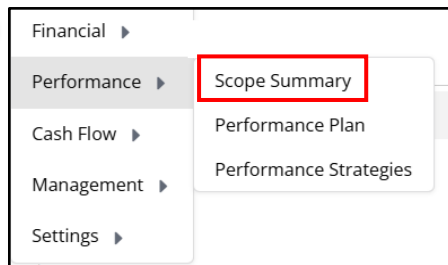 Financial
Performance
Scope Summary
Performance Plan
Performance Strategies
Cash Flow
Management
Settings